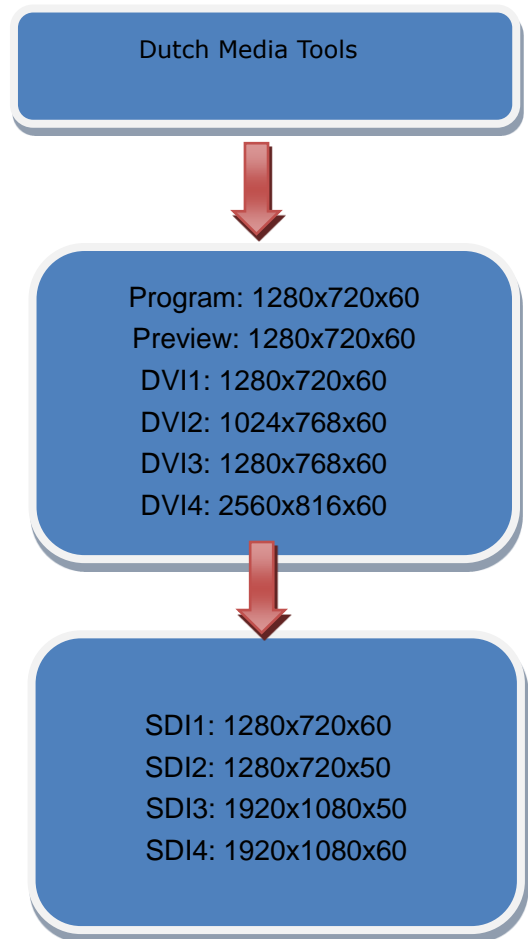 Dutch Media Tools
Program: 1280x720x60
Preview: 1280x720x60
DVI1: 1280x720x60
DVI2: 1024x768x60
DVI3: 1280x768x60
DVI4: 2560x816x60
SDI1: 1280x720x60
SDI2: 1280x720x50
SDI3: 1920x1080x50
SDI4: 1920x1080x60